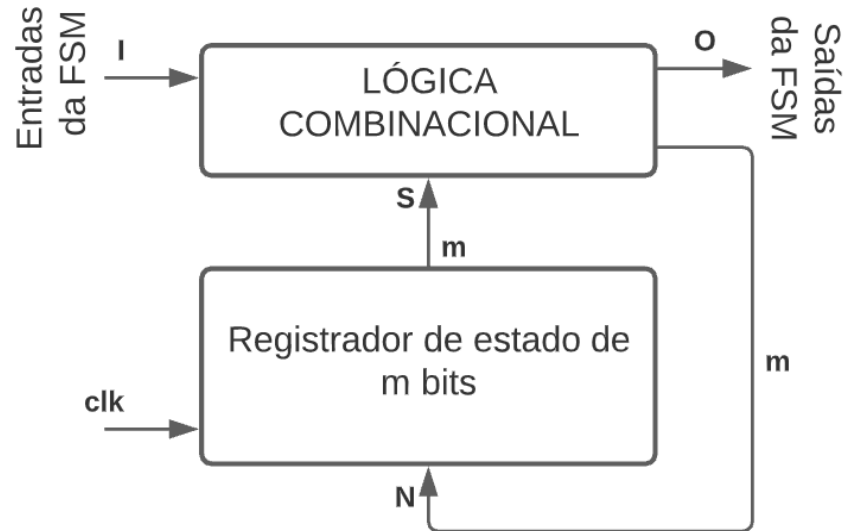 Entradas
da FSM
I
LÓGICA
COMBINACIONAL
O
Saídas
da FSM
S
m
Registrador de estado de
m bits
clk
m
N